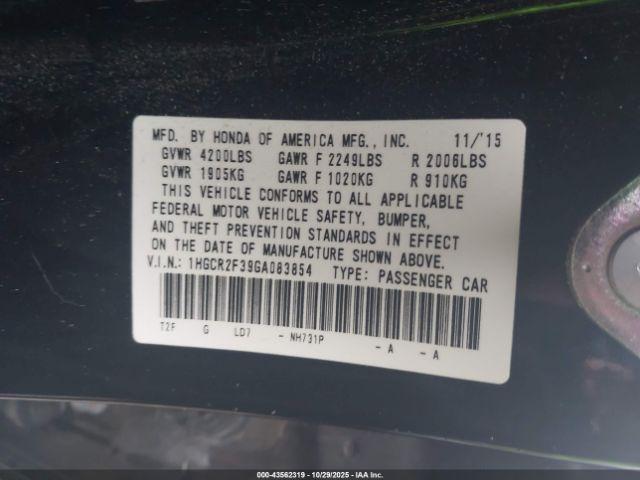 MFD. BY HONDA OF AMERICA MFG., INC. 11/'15
GVWR 4200LBS GAWR F 2249LBS R 2006LBS
GVWR 1905KG GAWR F 1020KG R 910KG
THIS VEHICLE CONFORMS TO ALL APPLICABLE
FEDERAL MOTOR VEHICLE SAFETY, BUMPER,
AND THEFT PREVENTION STANDARDS IN EFFECT
ON THE DATE OF MANUFACTURE SHOWN ABOVE.
V.I.N.: 1HGCR2F39GA083854 TYPE: PASSENGER CAR
T2F G LD7 - NH731P - A - A
000-43562319 - 10/29/2025 - IAA Inc.